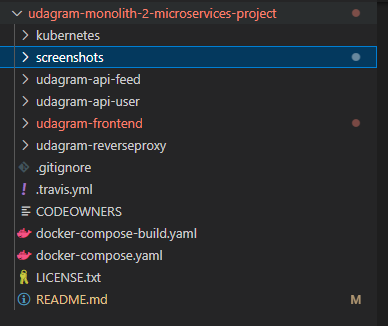 udagram-monolith-2-microservices-project
kubernetes
screenshots
udagram-api-feed
udagram-api-user
udagram-frontend
udagram-reverseproxy
.gitignore
.travis.yml
CODEOWNERS
docker-compose-build.yaml
docker-compose.yaml
LICENSE.txt
README.md M